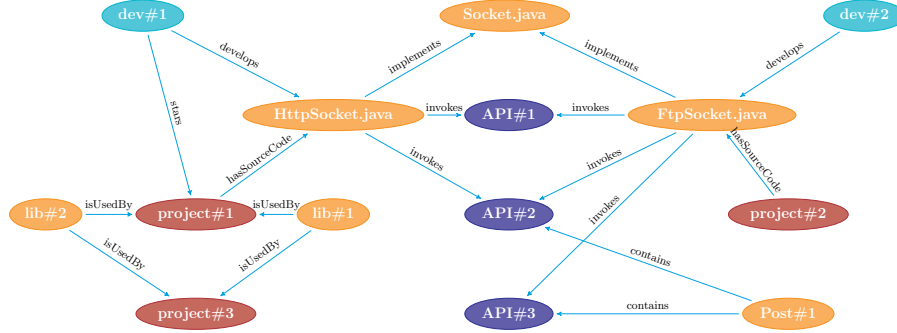 dev#1
Socket.java
dev#2
develops
implements
implements
develops
stars
HttpSocket.java
invokes
API#1
invokes
FtpSocket.java
hasSourceCode
invokes
invokes
hasSourceCode
lib#2
isUsedBy
project#1
isUsedBy
lib#1
API#2
invokes
project#2
isUsedBy
isUsedBy
contains
project#3
API#3
contains
Post#1